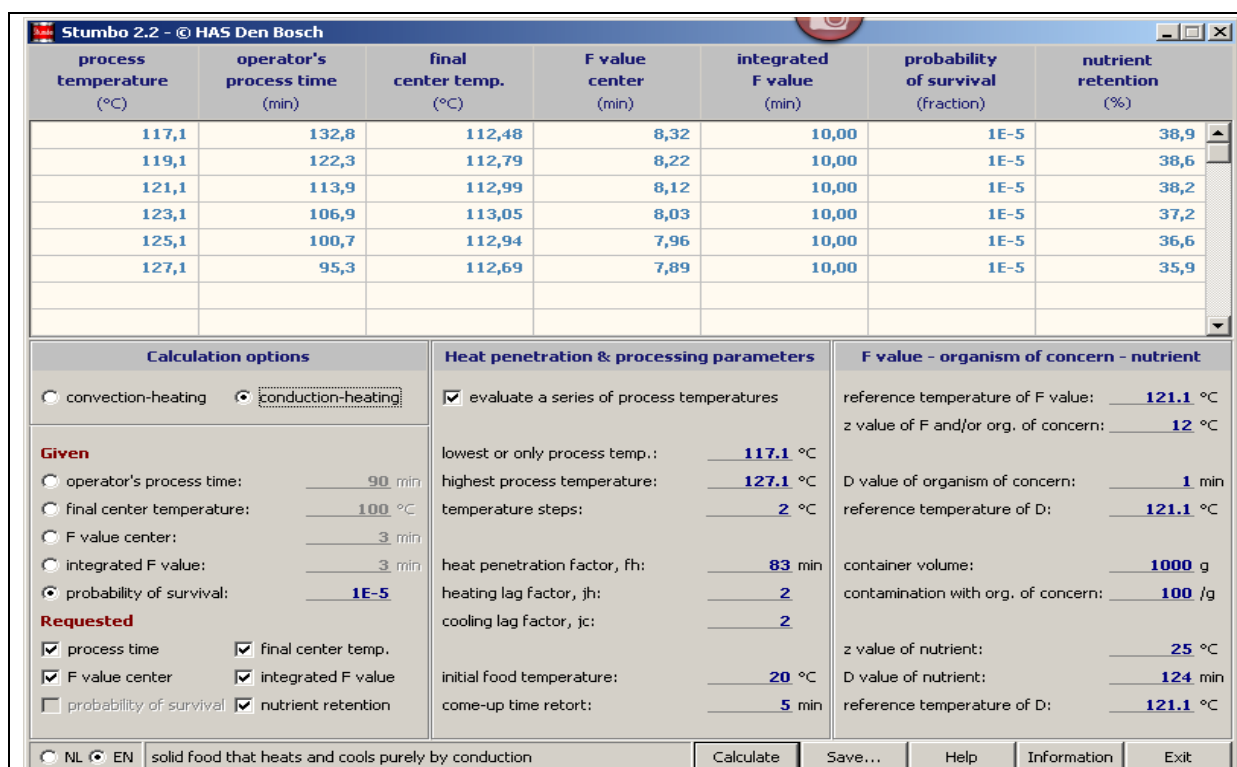 Stumbo 2.2 - © HAS Den Bosch
process temperature (°C) operator's process time (min) final center temp. (°C) F value center (min) integrated F value (min) probability of survival (fraction) nutrient retention (%)
117,1 132,8 112,48 8,32 10,00 1E-5 38,9
119,1 122,3 112,79 8,22 10,00 1E-5 38,6
121,1 113,9 112,99 8,12 10,00 1E-5 38,2
123,1 106,9 113,05 8,03 10,00 1E-5 37,2
125,1 100,7 112,94 7,96 10,00 1E-5 36,6
127,1 95,3 112,69 7,89 10,00 1E-5 35,9
Calculation options
convection-heating conduction-heating
Given
operator's process time: 90 min
final center temperature: 100 °C
F value center: 3 min
integrated F value: 3 min
probability of survival: 1E-5
Requested
process time final center temp.
F value center integrated F value
probability of survival nutrient retention
Heat penetration & processing parameters
evaluate a series of process temperatures
lowest or only process temp.: 117.1 °C
highest process temperature: 127.1 °C
temperature steps: 2 °C
heat penetration factor, fh: 83 min
heating lag factor, jh: 2
cooling lag factor, jc: 2
initial food temperature: 20 °C
come-up time retort: 5 min
F value - organism of concern - nutrient
reference temperature of F value: 121.1 °C
z value of F and/or org. of concern: 12 °C
D value of organism of concern: 1 min
reference temperature of D: 121.1 °C
container volume: 1000 g
contamination with org. of concern: 100 /g
z value of nutrient: 25 °C
D value of nutrient: 124 min
reference temperature of D: 121.1 °C
NL EN solid food that heats and cools purely by conduction Calculate Save... Help Information Exit